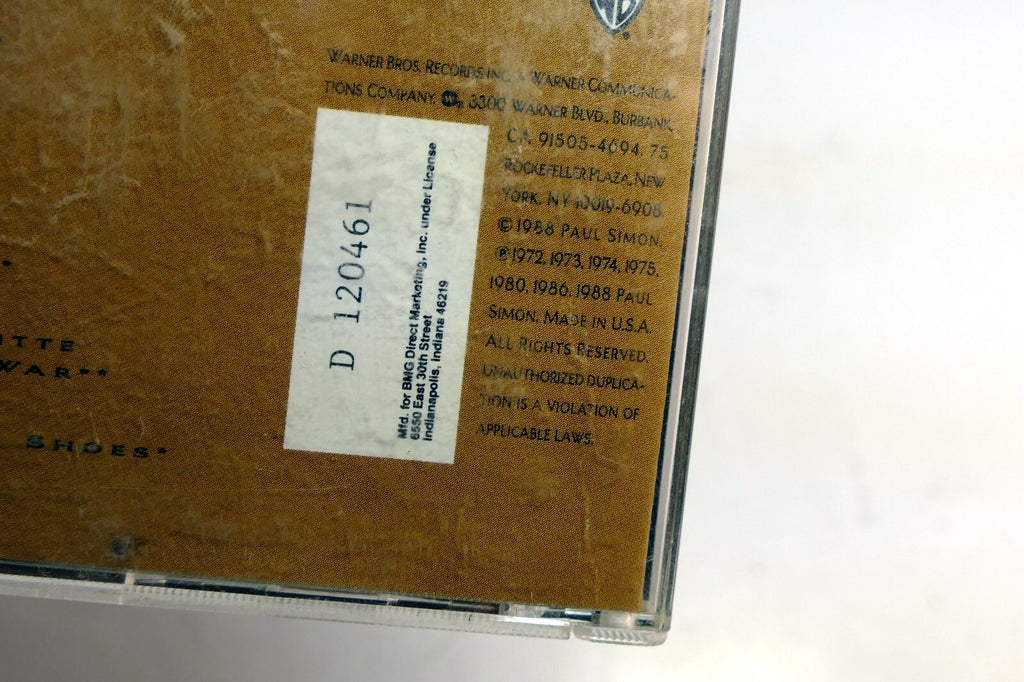 WARNER BROS. RECORDS INC., A WARNER COMMUNICA-
TIONS COMPANY, 3300 WARNER BLVD., BURBANK,
CA 91505-4694. 75
ROCKEFELLER PLAZA, NEW
YORK, NY 10019-6908.
©1988 PAUL SIMON.
℗1972, 1973, 1974, 1975,
1980, 1986, 1988 PAUL
SIMON. MADE IN U.S.A.
ALL RIGHTS RESERVED.
UNAUTHORIZED DUPLICA-
TION IS A VIOLATION OF
APPLICABLE LAWS.
D 120461
Mfd. for BMG Direct Marketing, Inc. under License
6550 East 30th Street
Indianapolis, Indiana 46219
WAR**
SHOES*